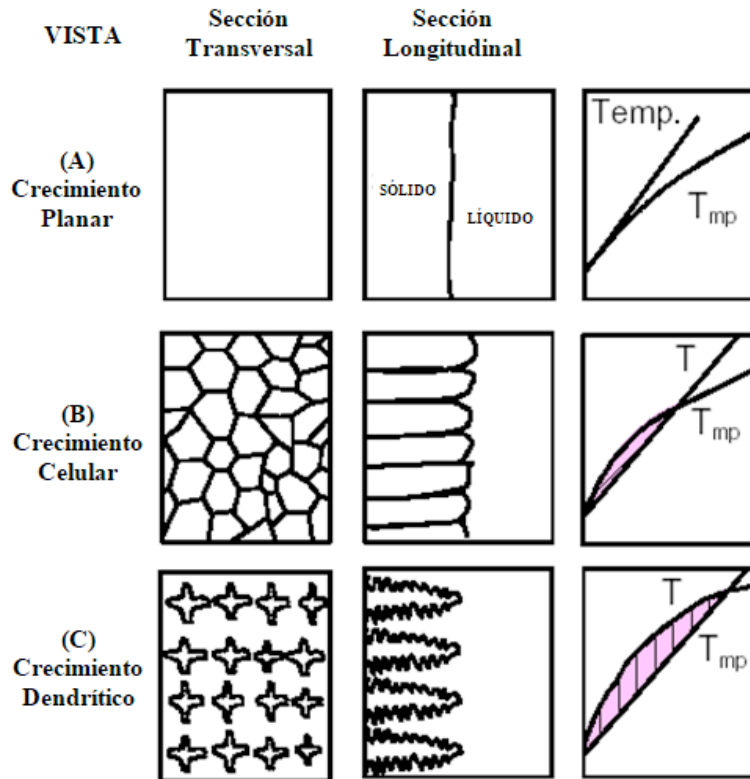 VISTA
Sección
Transversal
Sección
Longitudinal
(A)
Crecimiento
Planar
SÓLIDO
LÍQUIDO
Temp.
Tmp
(B)
Crecimiento
Celular
T
Tmp
(C)
Crecimiento
Dendrítico
T
Tmp